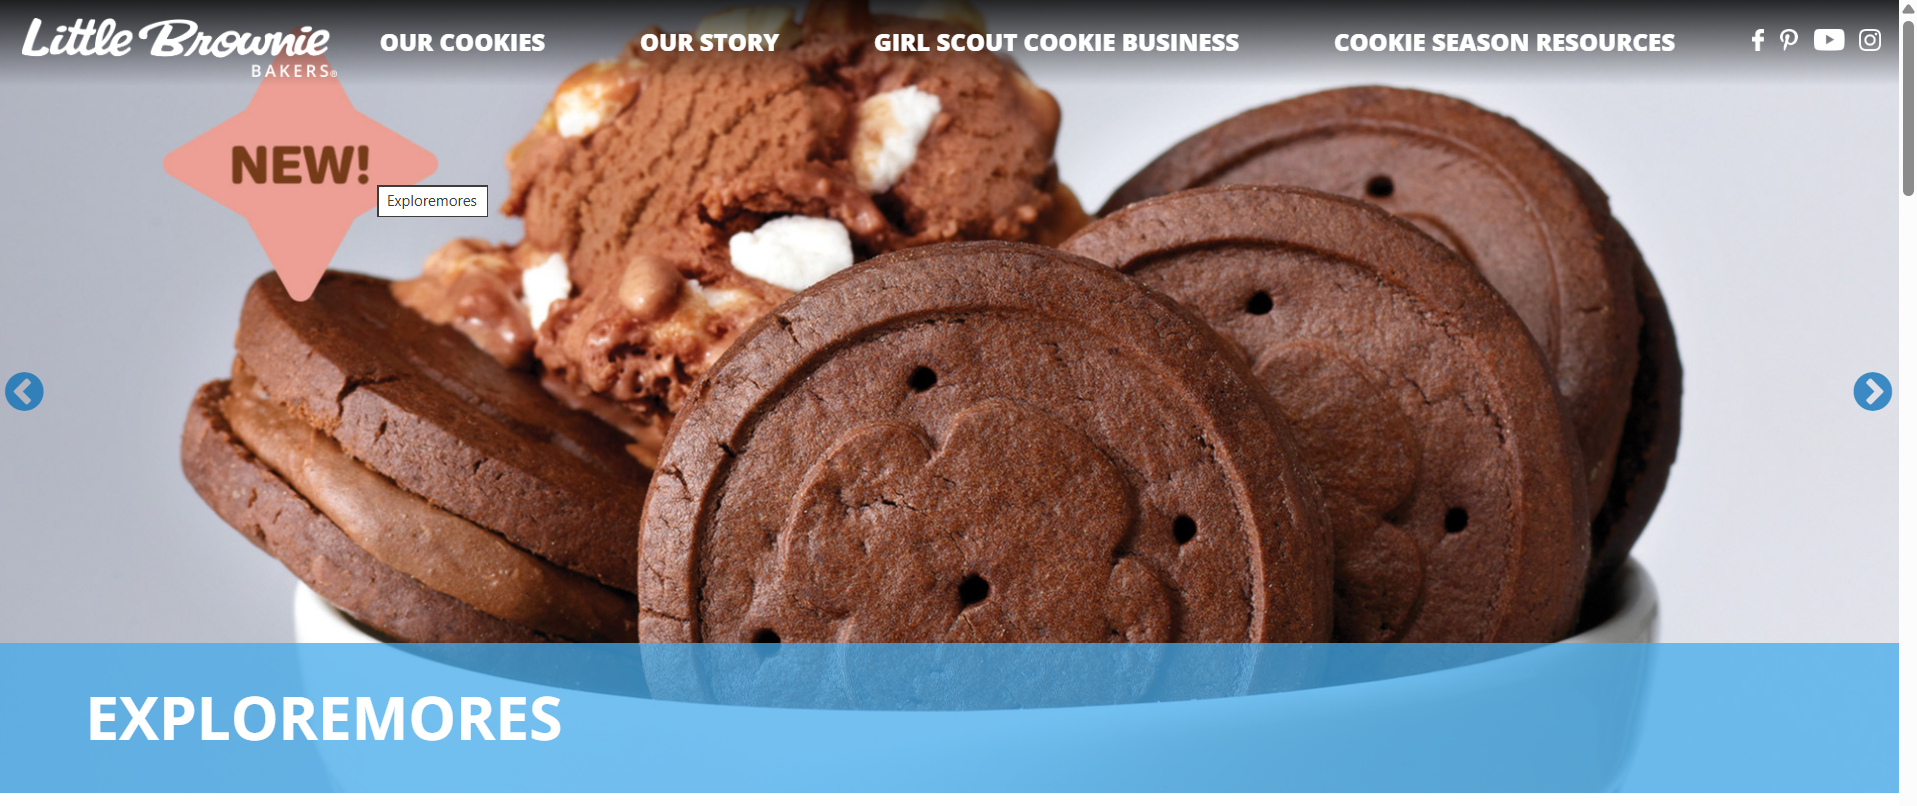 Little Brownie
BAKERS®
OUR COOKIES
OUR STORY
GIRL SCOUT COOKIE BUSINESS
COOKIE SEASON RESOURCES
NEW!
Exploremores
EXPLOREMORES